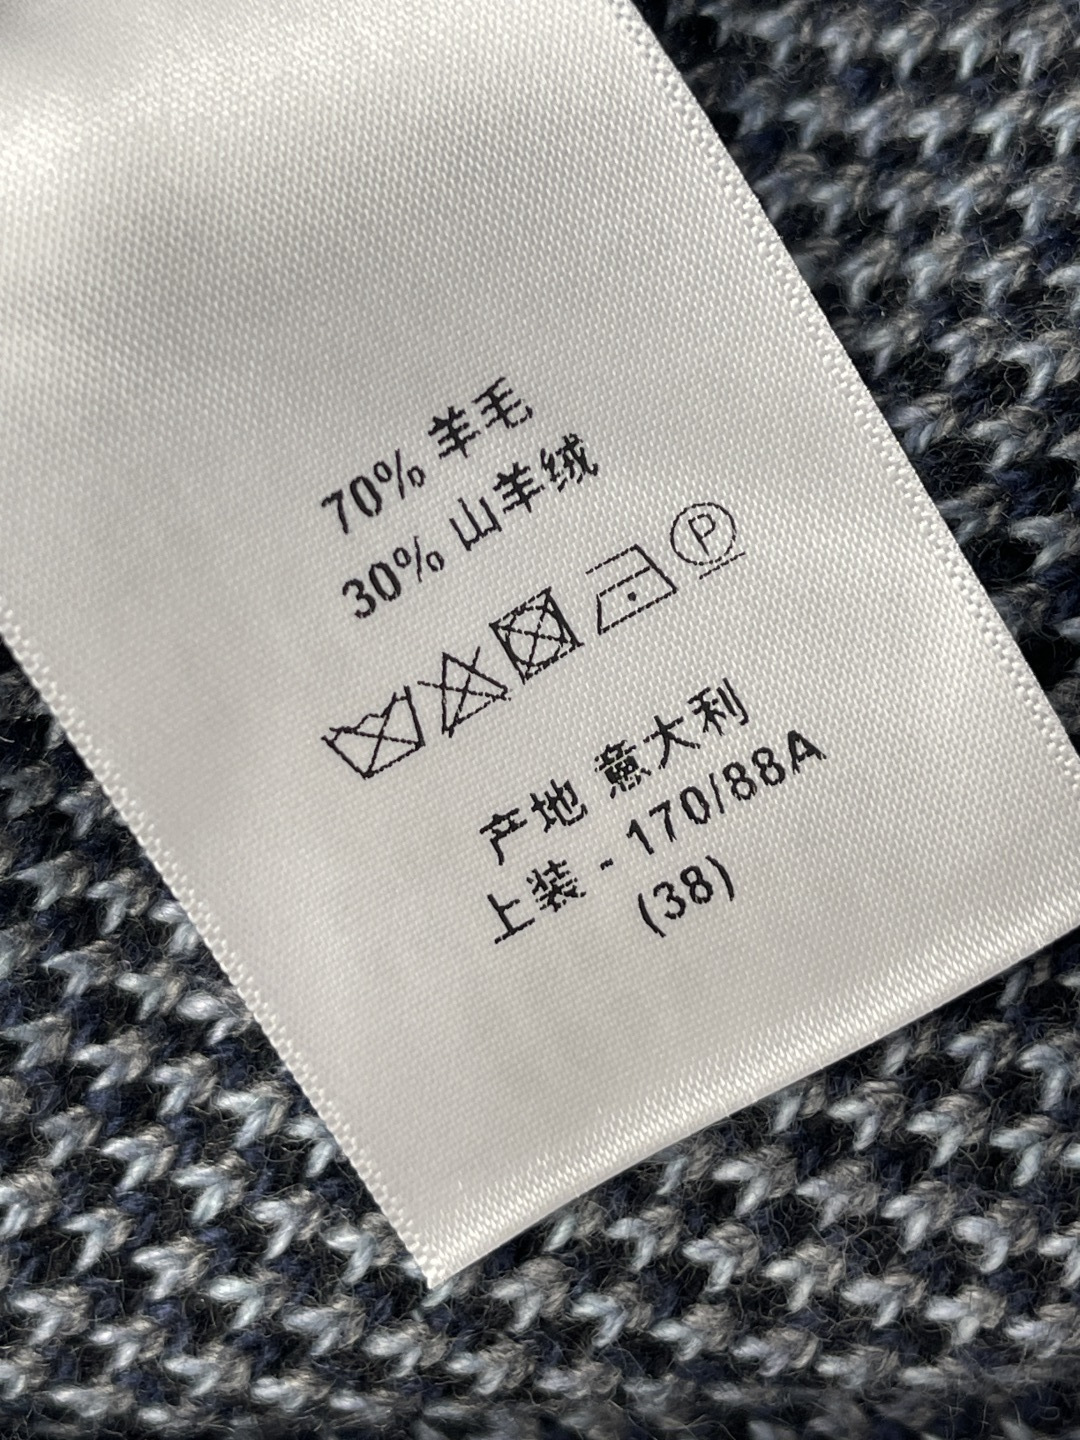 70% 羊毛
30% 山羊绒
P
产地 意大利
上装 - 170/88A
(38)